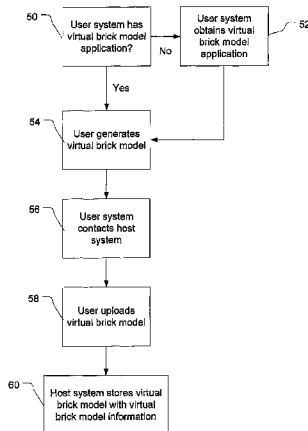 50
User system has
virtual brick model
application?
No
User system
obtains virtual
brick model
application
52
Yes
54
User generates
virtual brick model
56
User system
contacts host
system
58
User uploads
virtual brick model
60
Host system stores virtual
brick model with virtual
brick model information